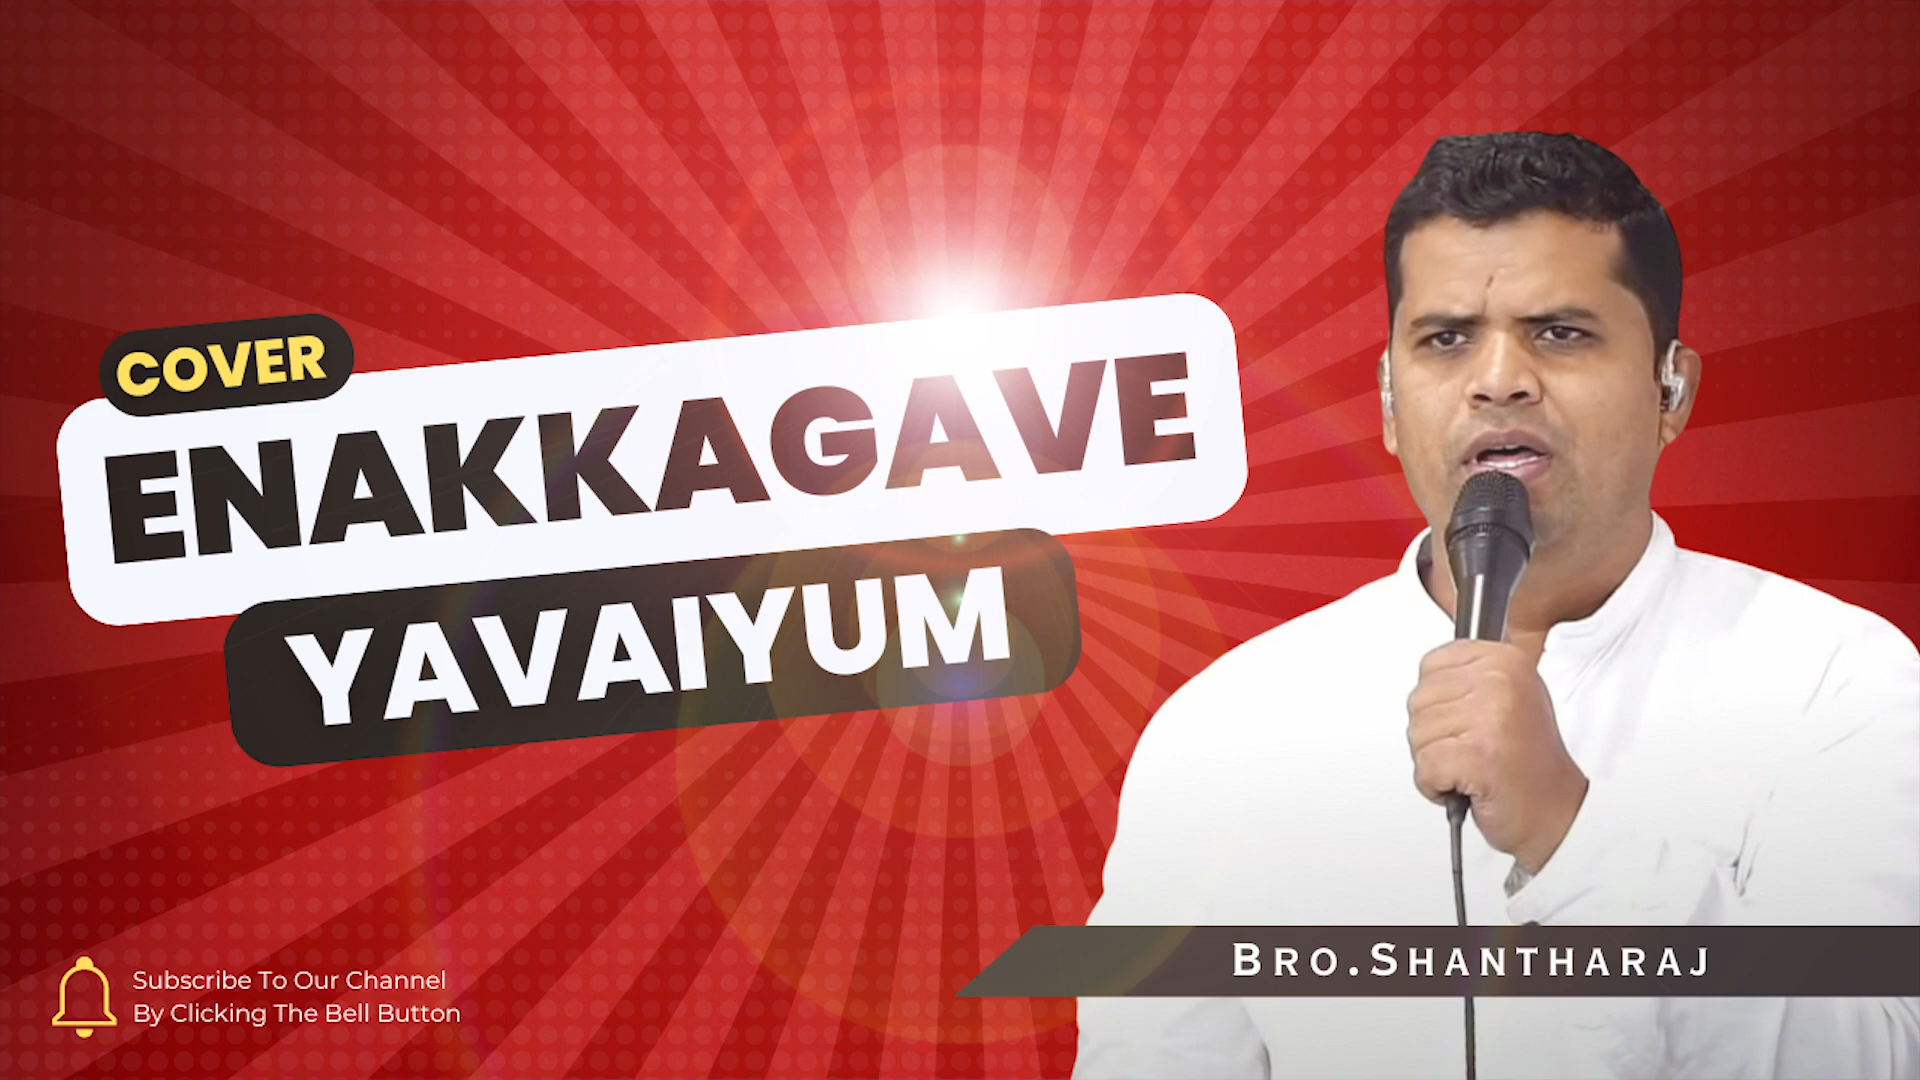 COVER
ENAKKAGAVE
YAVAIYUM
BRO.SHANTHARAJ
Subscribe To Our Channel
By Clicking The Bell Button